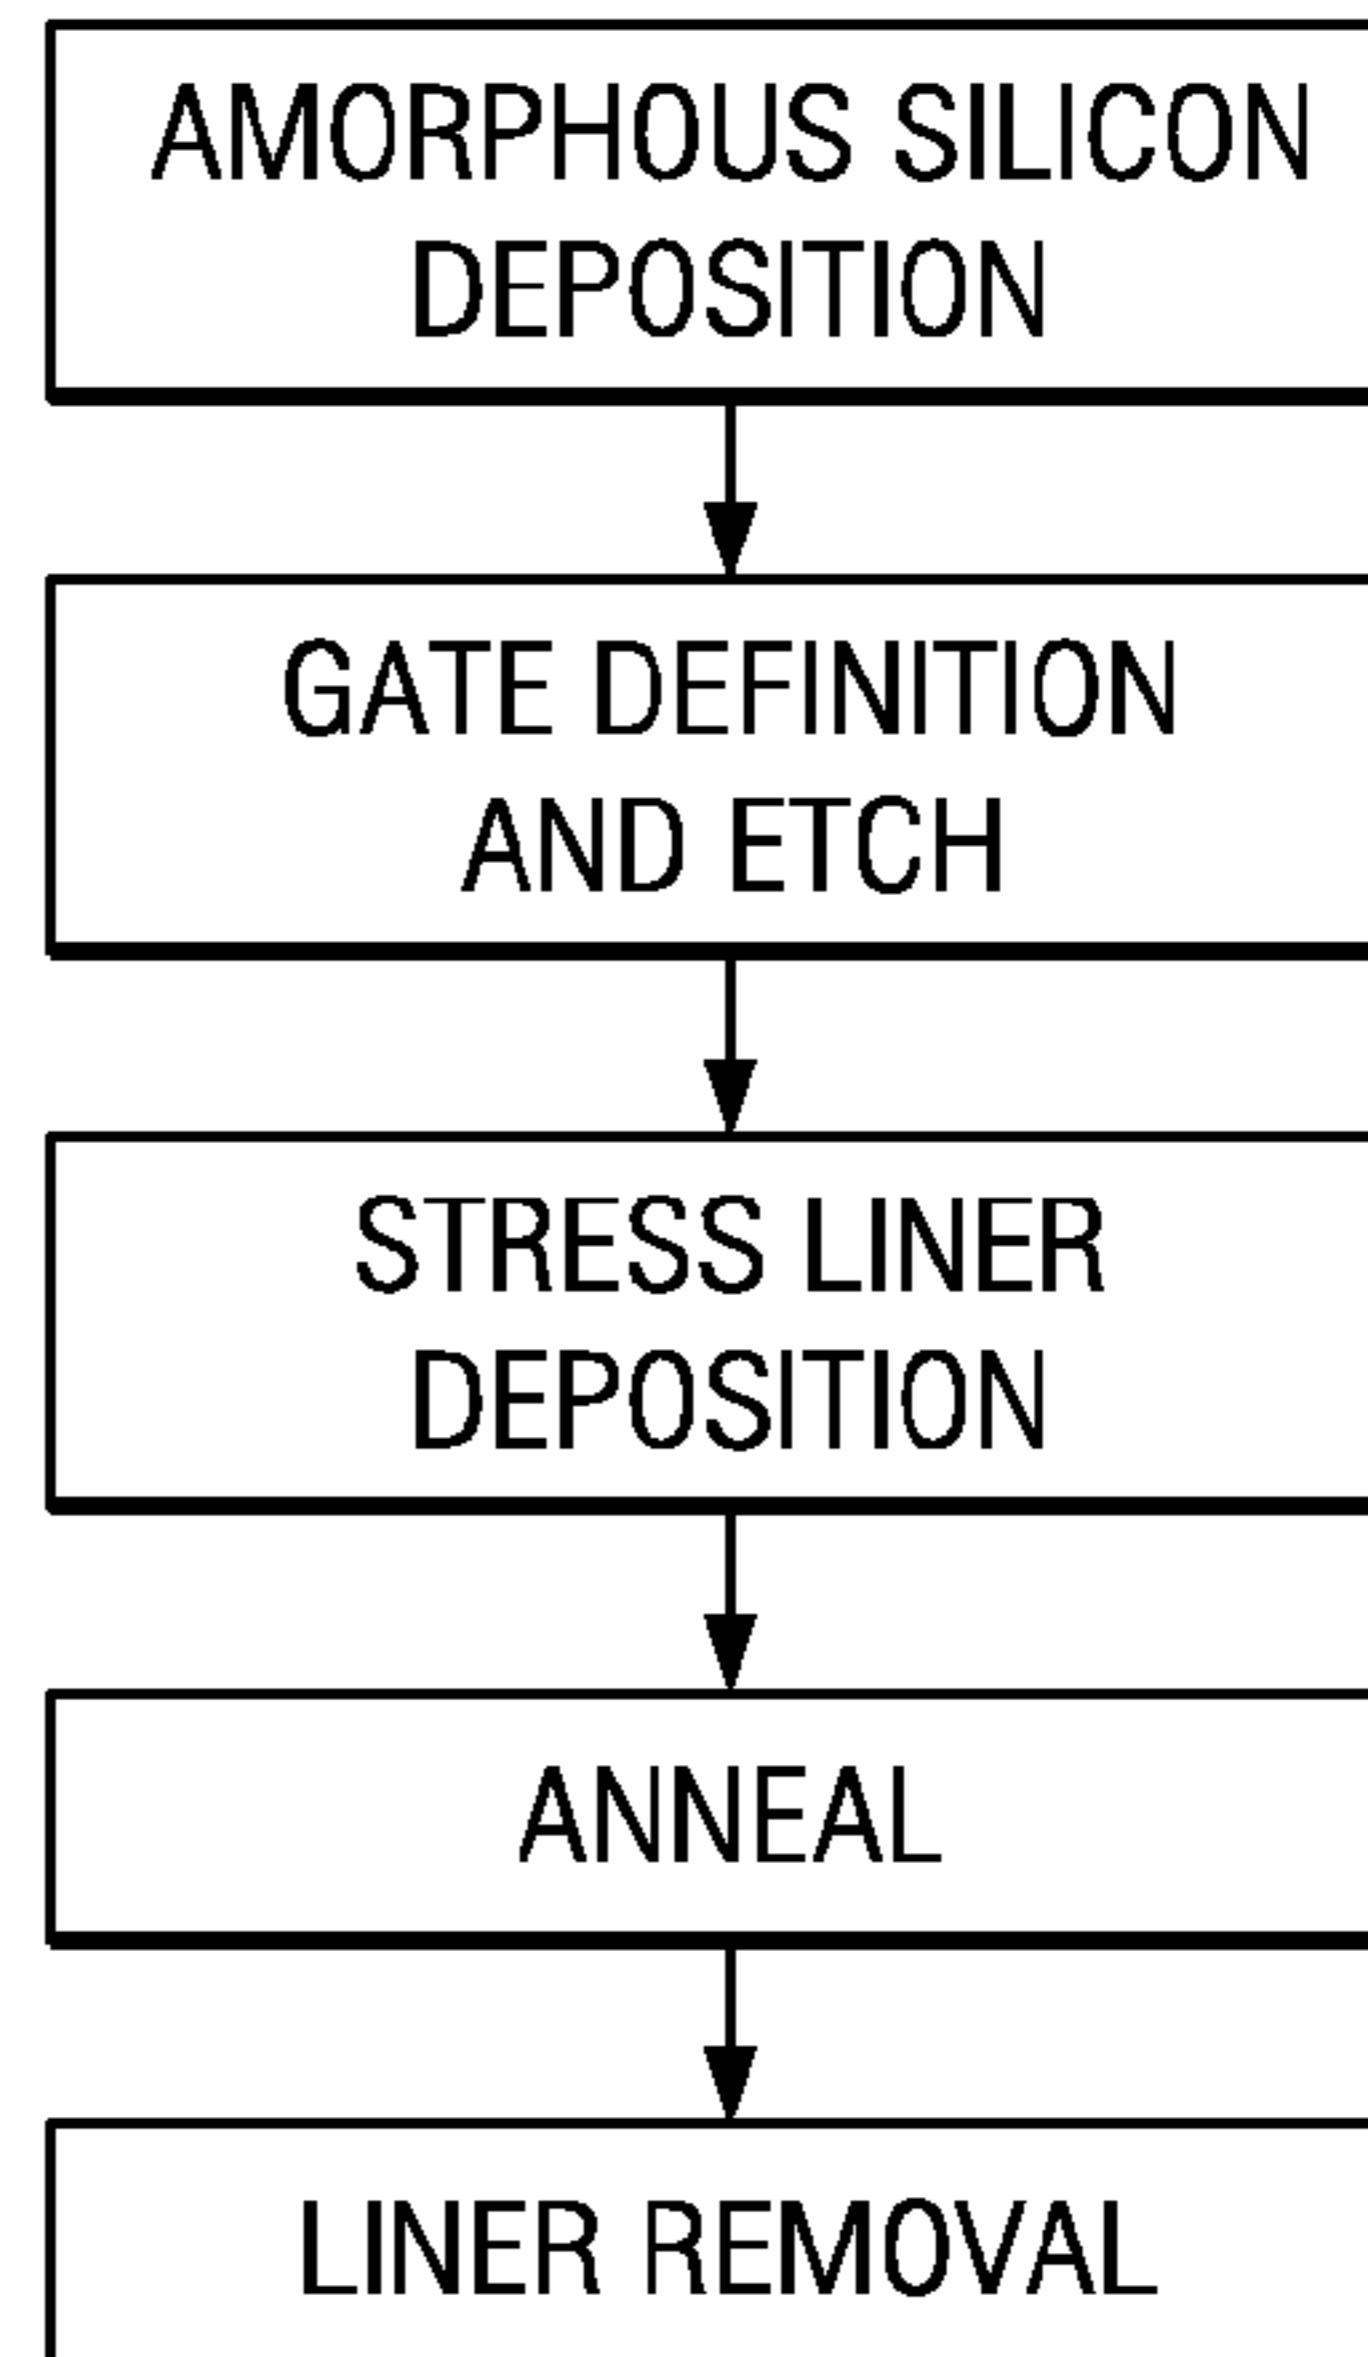 AMORPHOUS SILICON
DEPOSITION
GATE DEFINITION
AND ETCH
STRESS LINER
DEPOSITION
ANNEAL
LINER REMOVAL